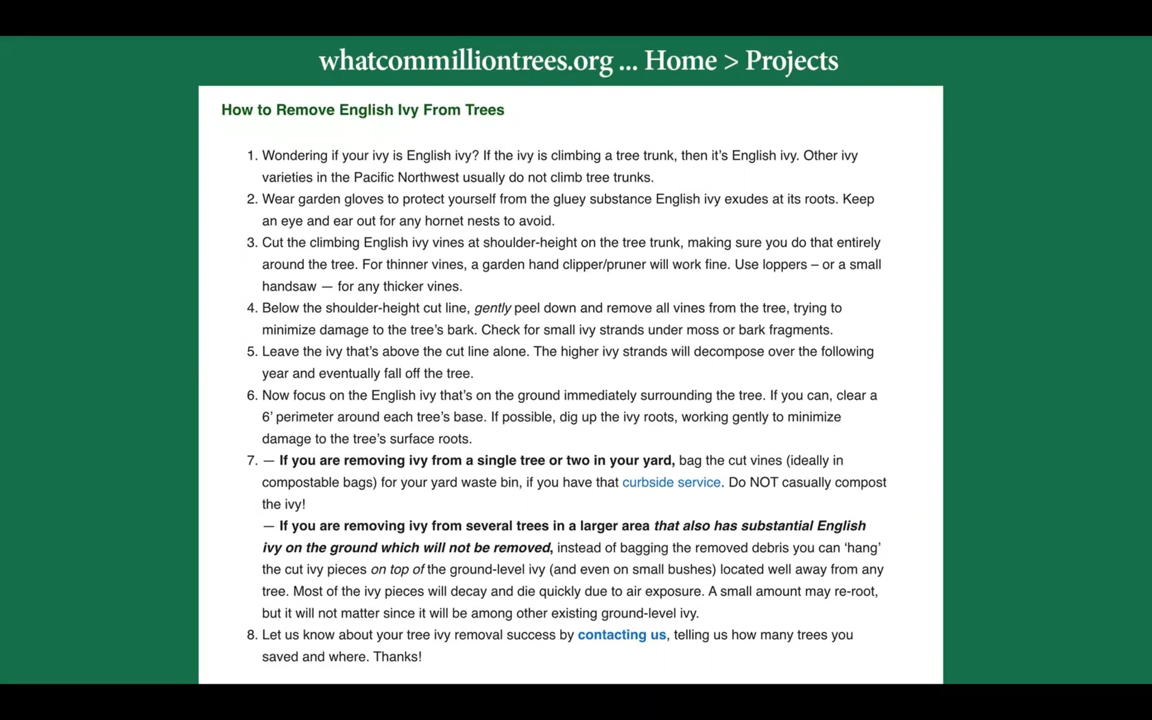 whatcommilliontrees.org ... Home > Projects
How to Remove English Ivy From Trees
1. Wondering if your ivy is English ivy? If the ivy is climbing a tree trunk, then it's English ivy. Other ivy
varieties in the Pacific Northwest usually do not climb tree trunks.
2. Wear garden gloves to protect yourself from the gluey substance English ivy exudes at its roots. Keep
an eye and ear out for any hornet nests to avoid.
3. Cut the climbing English ivy vines at shoulder-height on the tree trunk, making sure you do that entirely
around the tree. For thinner vines, a garden hand clipper/pruner will work fine. Use loppers – or a small
handsaw — for any thicker vines.
4. Below the shoulder-height cut line, gently peel down and remove all vines from the tree, trying to
minimize damage to the tree's bark. Check for small ivy strands under moss or bark fragments.
5. Leave the ivy that's above the cut line alone. The higher ivy strands will decompose over the following
year and eventually fall off the tree.
6. Now focus on the English ivy that's on the ground immediately surrounding the tree. If you can, clear a
6' perimeter around each tree's base. If possible, dig up the ivy roots, working gently to minimize
damage to the tree's surface roots.
7. — If you are removing ivy from a single tree or two in your yard, bag the cut vines (ideally in
compostable bags) for your yard waste bin, if you have that curbside service. Do NOT casually compost
the ivy!
— If you are removing ivy from several trees in a larger area that also has substantial English
ivy on the ground which will not be removed, instead of bagging the removed debris you can 'hang'
the cut ivy pieces on top of the ground-level ivy (and even on small bushes) located well away from any
tree. Most of the ivy pieces will decay and die quickly due to air exposure. A small amount may re-root,
but it will not matter since it will be among other existing ground-level ivy.
8. Let us know about your tree ivy removal success by contacting us, telling us how many trees you
saved and where. Thanks!